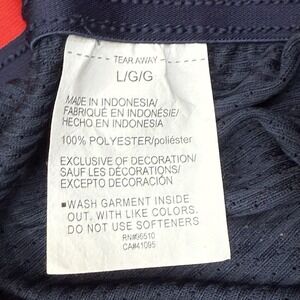 TEAR AWAY
L/G/G
MADE IN INDONESIA/
FABRIQUÉ EN INDONÉSIE/
HECHO EN INDONESIA
100% POLYESTER/poliéster
EXCLUSIVE OF DECORATION/
SAUF LES DÉCORATIONS/
EXCEPTO DECORACIÓN
■WASH GARMENT INSIDE
OUT, WITH LIKE COLORS,
DO NOT USE SOFTENERS
RN#96510
CA#41095